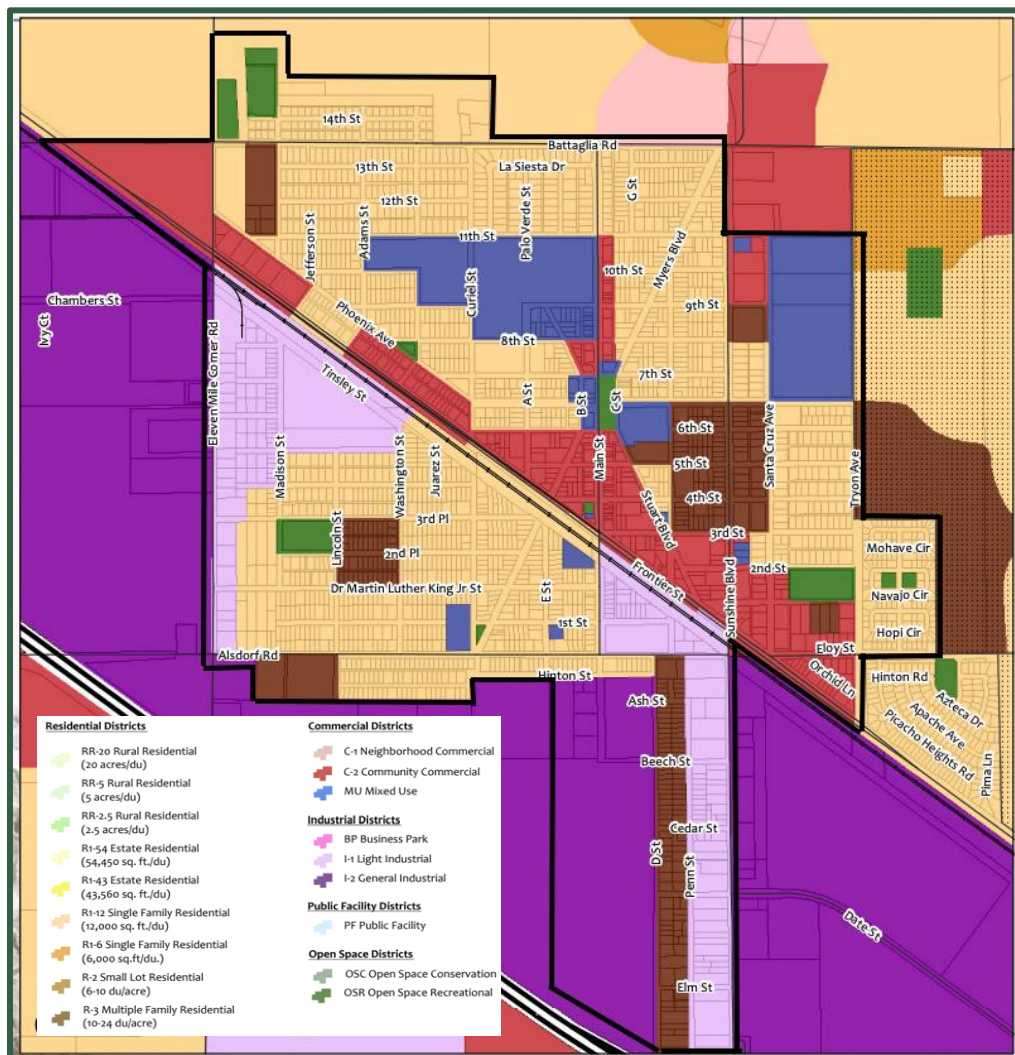 14th St
Battaglia Rd
13th St
La Siesta Dr
G St
12th St
Palo Verde St
Adams St
Jefferson St
11th St
Myers Blvd
10th St
Curiel St
Chambers St
Ivy Ct
Eleven Mile Corner Rd
Phoenix Ave
9th St
8th St
Tinsley St
7th St
A St
B St
C St
6th St
Santa Cruz Ave
Main St
5th St
Tryon Ave
Madison St
Washington St
Juarez St
4th St
Stuart Blvd
3rd Pl
3rd St
Lincoln St
2nd Pl
Mohave Cir
2nd St
Frontier St
Dr Martin Luther King Jr St
E St
Navajo Cir
Sunshine Blvd
1st St
Hopi Cir
Eloy St
Alsdorf Rd
Hinton St
Orchid Ln
Hinton Rd
Ash St
Azteca Dr
Apache Ave
Picacho Heights Rd
Pima Ln
Beech St
Cedar St
D St
Penn St
Date St
Elm St
Residential Districts
RR-20 Rural Residential
(20 acres/du)
RR-5 Rural Residential
(5 acres/du)
RR-2.5 Rural Residential
(2.5 acres/du)
R1-54 Estate Residential
(54,450 sq. ft./du)
R1-43 Estate Residential
(43,560 sq. ft./du)
R1-12 Single Family Residential
(12,000 sq.ft./du)
R1-6 Single Family Residential
(6,000 sq.ft/du.)
R-2 Small Lot Residential
(6-10 du/acre)
R-3 Multiple Family Residential
(10-24 du/acre)
Commercial Districts
C-1 Neighborhood Commercial
C-2 Community Commercial
MU Mixed Use
Industrial Districts
BP Business Park
I-1 Light Industrial
I-2 General Industrial
Public Facility Districts
PF Public Facility
Open Space Districts
OSC Open Space Conservation
OSR Open Space Recreational